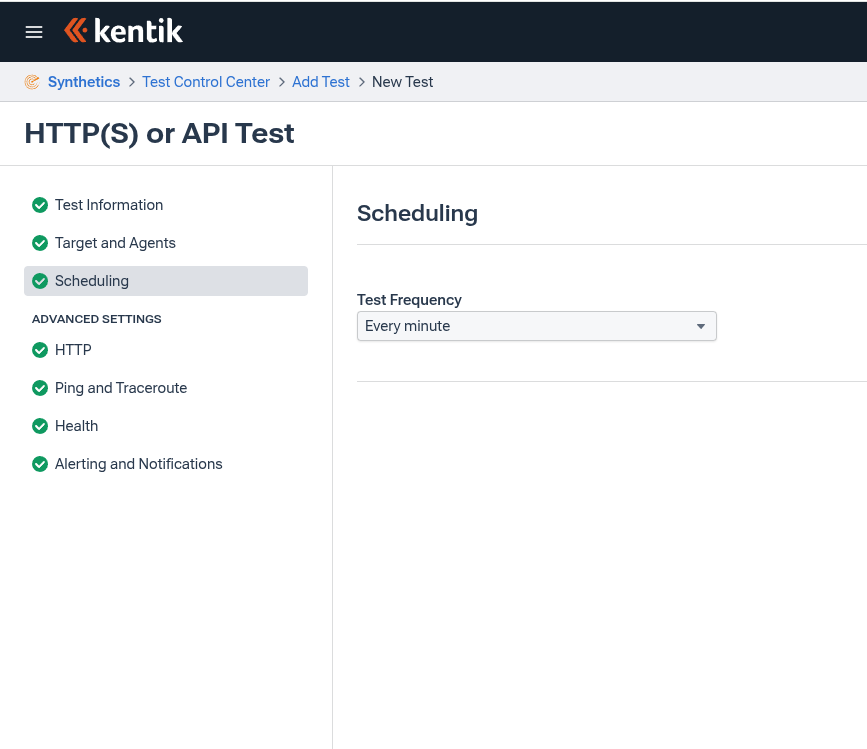 kentik
Synthetics > Test Control Center > Add Test > New Test
HTTP(S) or API Test
Test Information
Target and Agents
Scheduling
ADVANCED SETTINGS
HTTP
Ping and Traceroute
Health
Alerting and Notifications
Scheduling
Test Frequency
Every minute